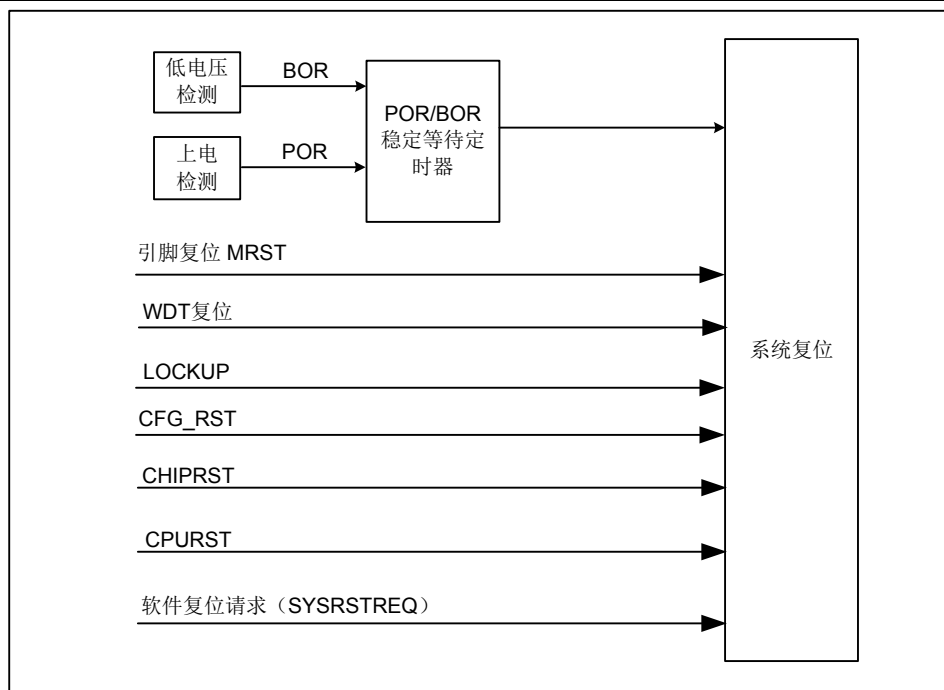 低电压
检测
BOR
上电
检测
POR
POR/BOR
稳定等待定
时器
引脚复位 MRST
WDT复位
LOCKUP
CFG_RST
CHIPRST
CPURST
软件复位请求（SYSRSTREQ）
系统复位